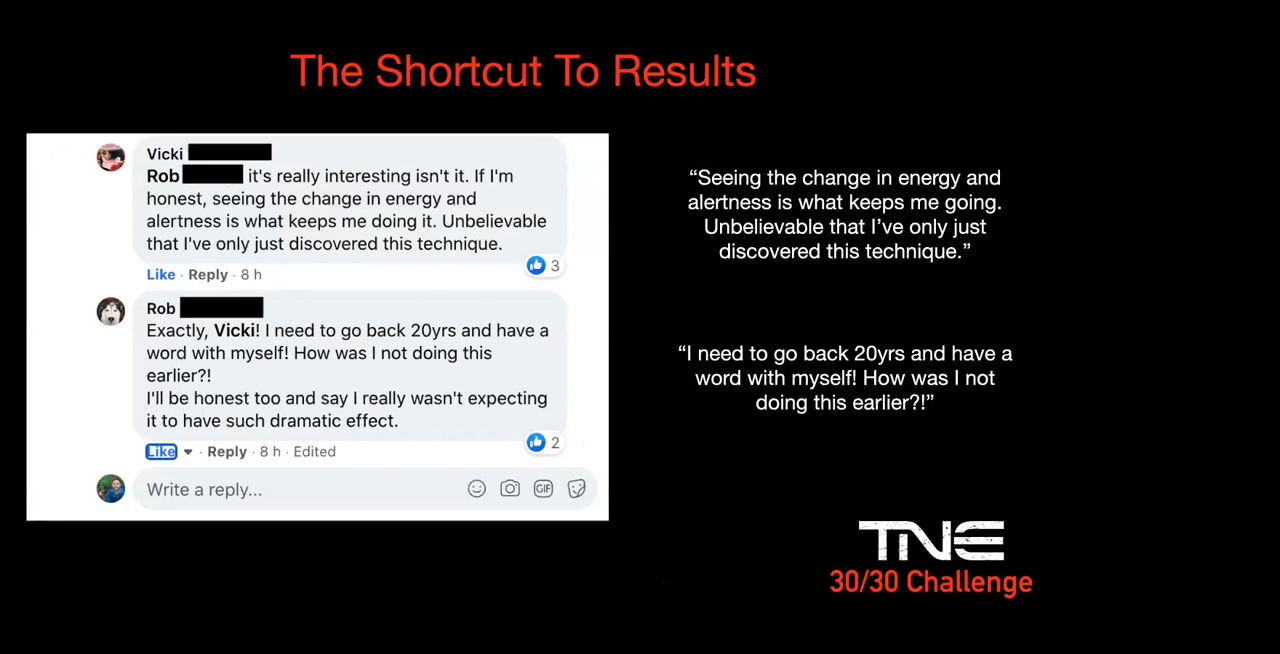 The Shortcut To Results
Vicki
Rob it's really interesting isn't it. If I'm
honest, seeing the change in energy and
alertness is what keeps me doing it. Unbelievable
that I've only just discovered this technique.
Like · Reply · 8 h
3
Rob
Exactly, Vicki! I need to go back 20yrs and have a
word with myself! How was I not doing this
earlier?!
I'll be honest too and say I really wasn't expecting
it to have such dramatic effect.
Like · Reply · 8 h · Edited
2
Write a reply...
GIF
“Seeing the change in energy and
alertness is what keeps me going.
Unbelievable that I’ve only just
discovered this technique.”
“I need to go back 20yrs and have a
word with myself! How was I not
doing this earlier?!”
TNE
30/30 Challenge